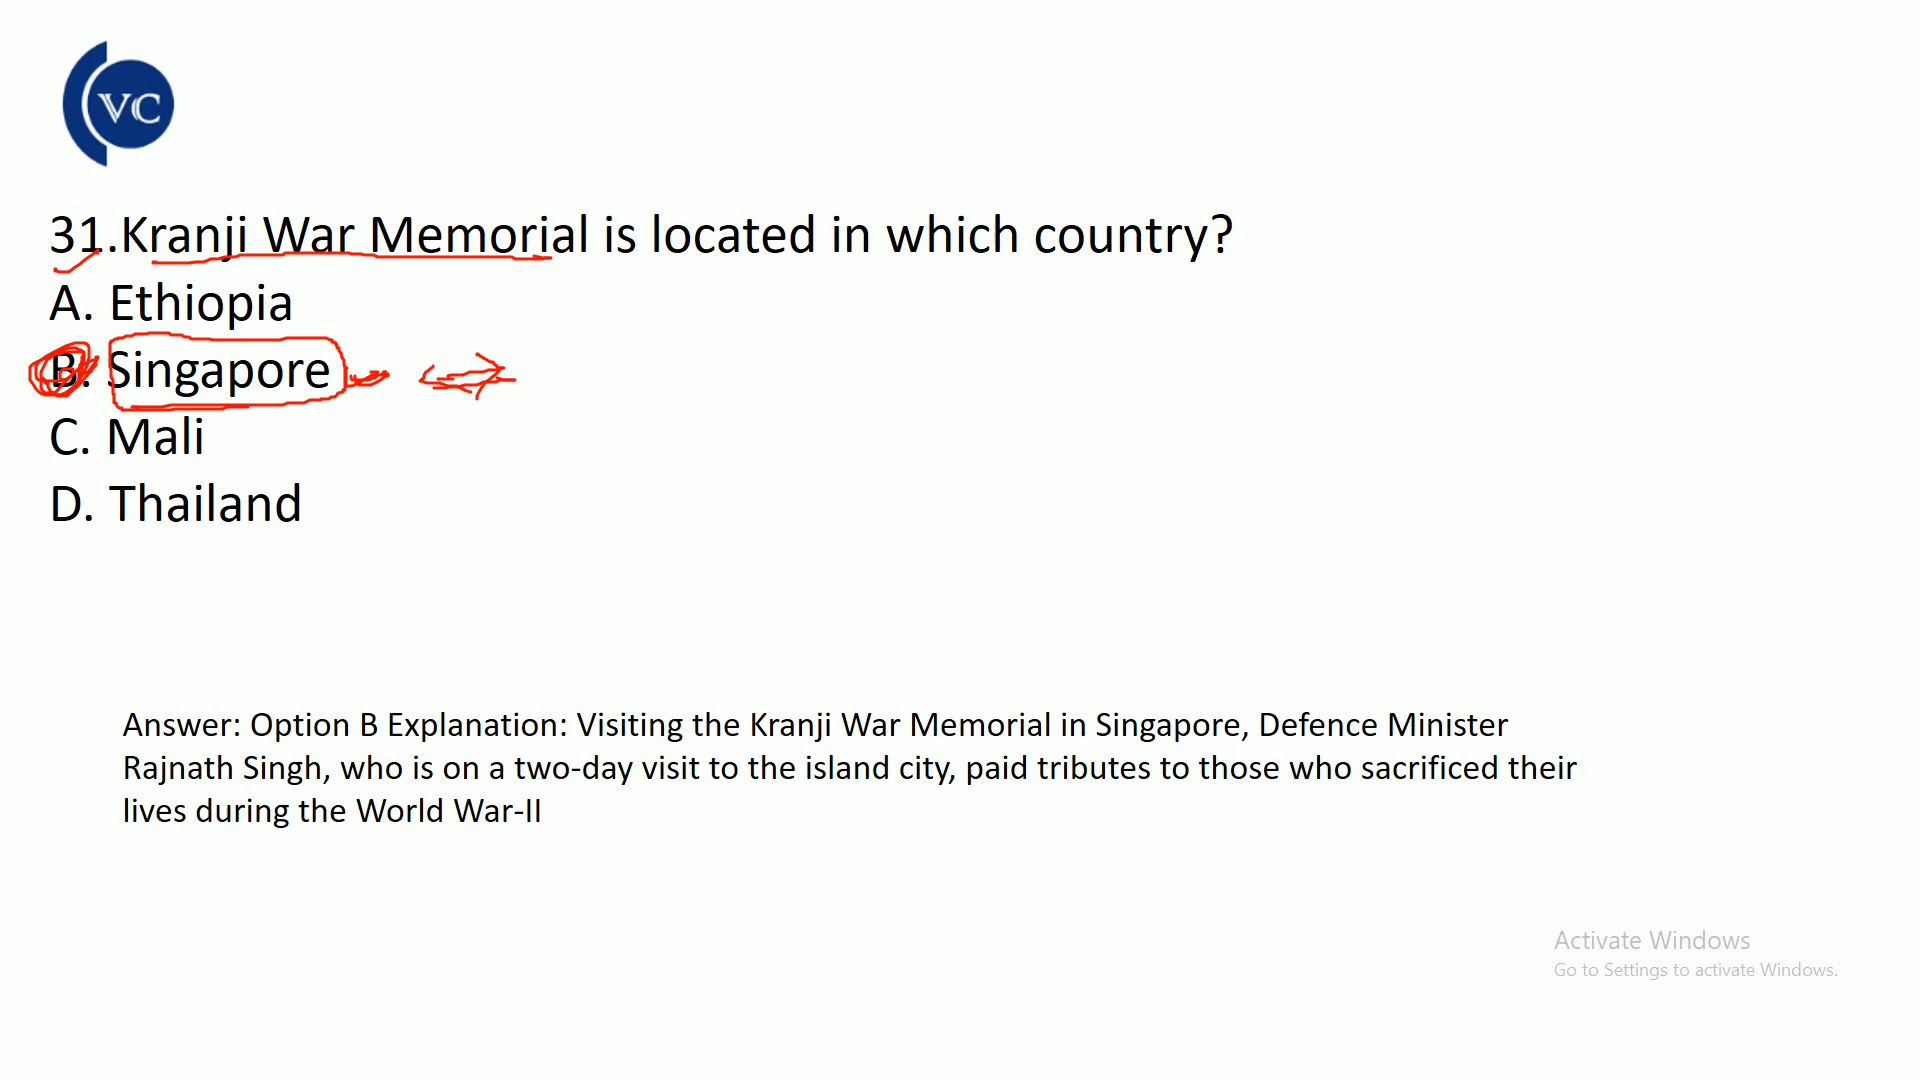 VC
31.Kranji War Memorial is located in which country?
A. Ethiopia
B. Singapore
C. Mali
D. Thailand
Answer: Option B Explanation: Visiting the Kranji War Memorial in Singapore, Defence Minister
Rajnath Singh, who is on a two-day visit to the island city, paid tributes to those who sacrificed their
lives during the World War-II
Activate Windows
Go to Settings to activate Windows.